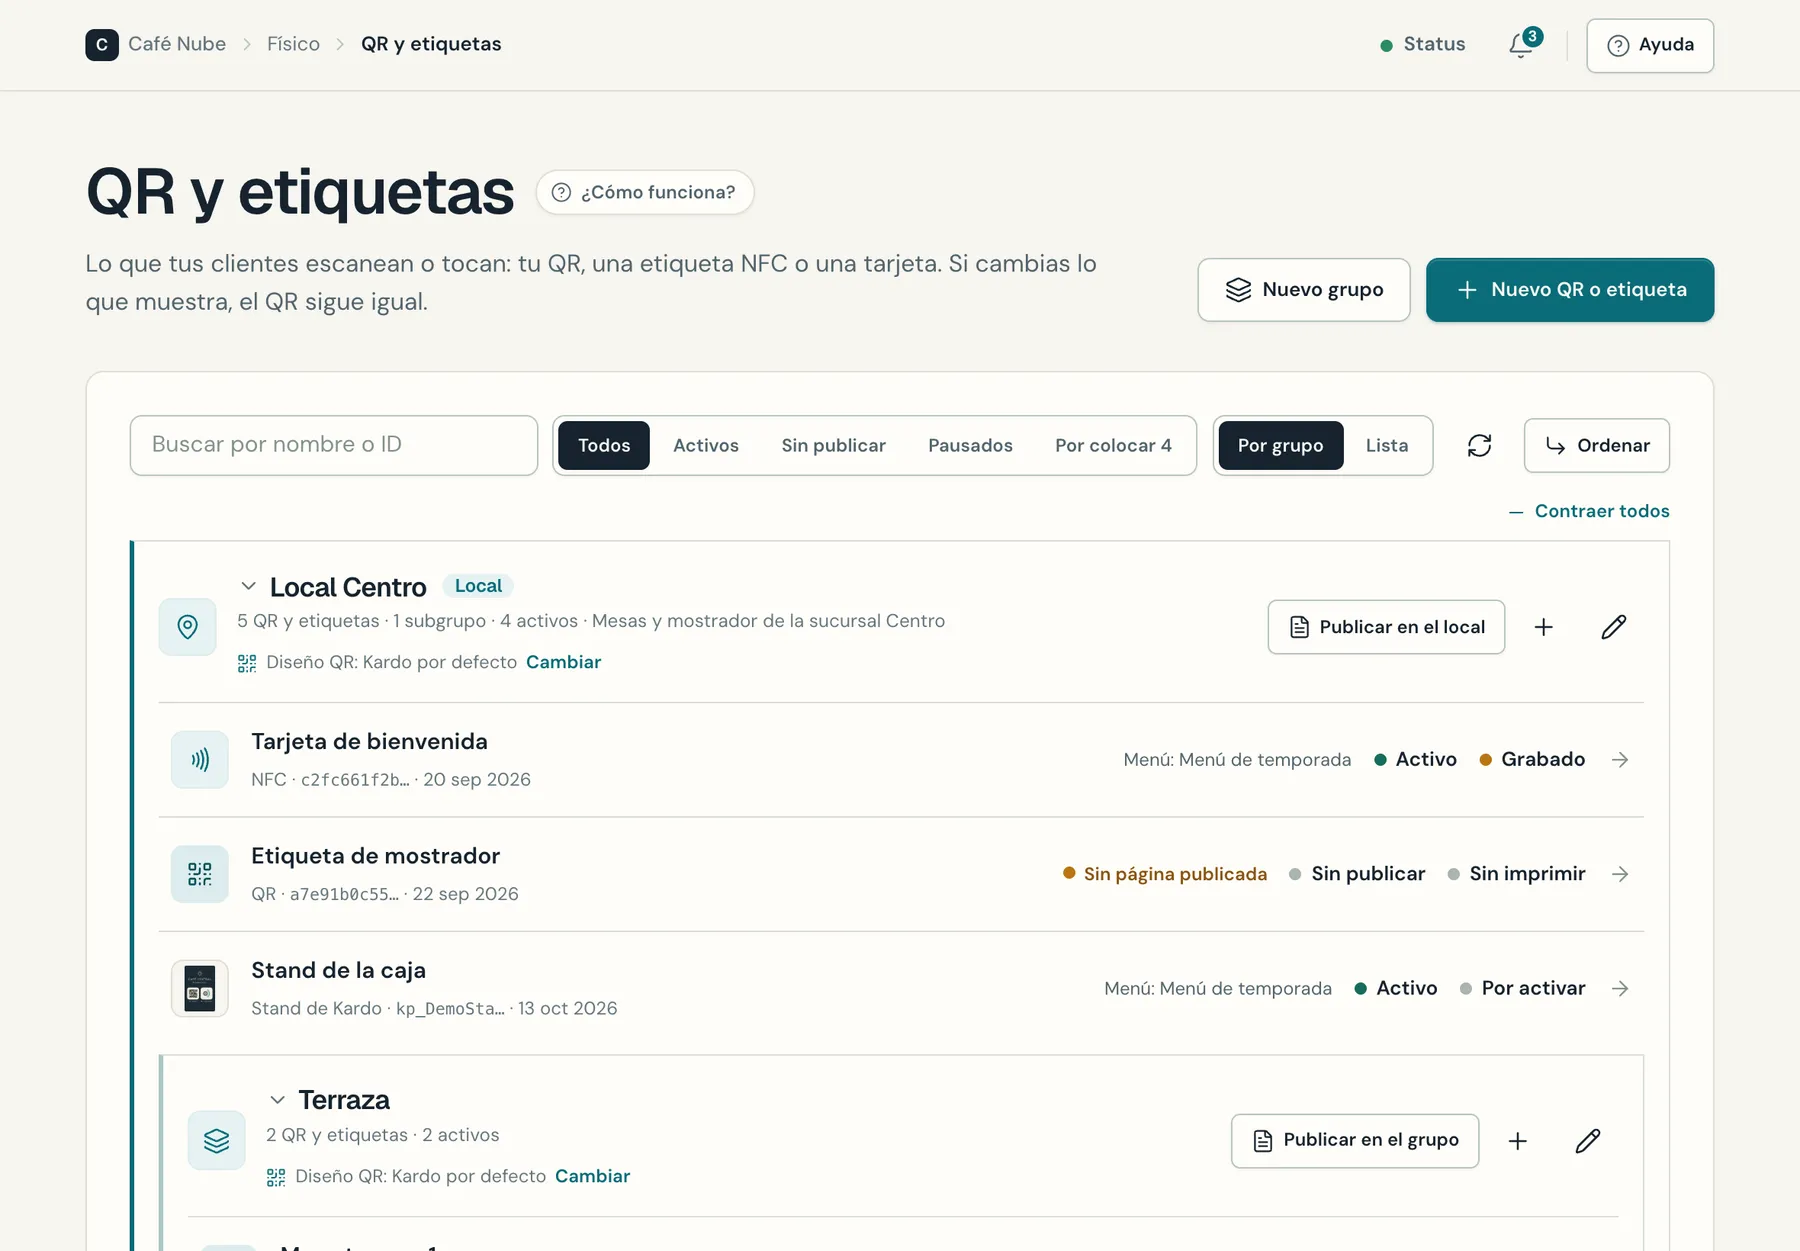 C Café Nube > Físico > QR y etiquetas
Status 3 Ayuda
QR y etiquetas ¿Cómo funciona?
Lo que tus clientes escanean o tocan: tu QR, una etiqueta NFC o una tarjeta. Si cambias lo
que muestra, el QR sigue igual.
Nuevo grupo + Nuevo QR o etiqueta
Buscar por nombre o ID Todos Activos Sin publicar Pausados Por colocar 4 Por grupo Lista Ordenar
— Contraer todos
Local Centro Local
5 QR y etiquetas · 1 subgrupo · 4 activos · Mesas y mostrador de la sucursal Centro
Diseño QR: Kardo por defecto Cambiar
Publicar en el local
Tarjeta de bienvenida
NFC · c2fc661f2b… · 20 sep 2026
Menú: Menú de temporada Activo Grabado
Etiqueta de mostrador
QR · a7e91b0c55… · 22 sep 2026
Sin página publicada Sin publicar Sin imprimir
Stand de la caja
Stand de Kardo · kp_DemoSta… · 13 oct 2026
Menú: Menú de temporada Activo Por activar
Terraza
2 QR y etiquetas · 2 activos
Diseño QR: Kardo por defecto Cambiar
Publicar en el grupo